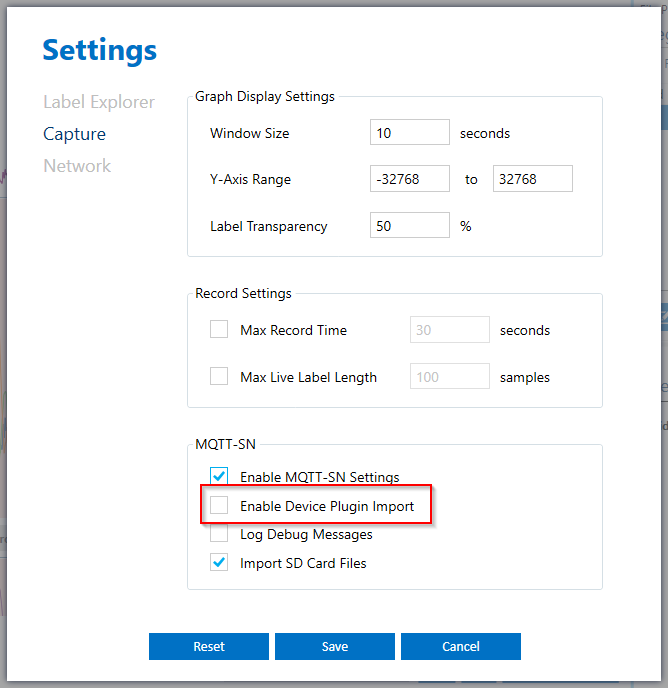 Settings
Label Explorer
Capture
Network
Graph Display Settings
Window Size 10 seconds
Y-Axis Range -32768 to 32768
Label Transparency 50 %
Record Settings
Max Record Time 30 seconds
Max Live Label Length 100 samples
MQTT-SN
Enable MQTT-SN Settings
Enable Device Plugin Import
Log Debug Messages
Import SD Card Files
Reset Save Cancel